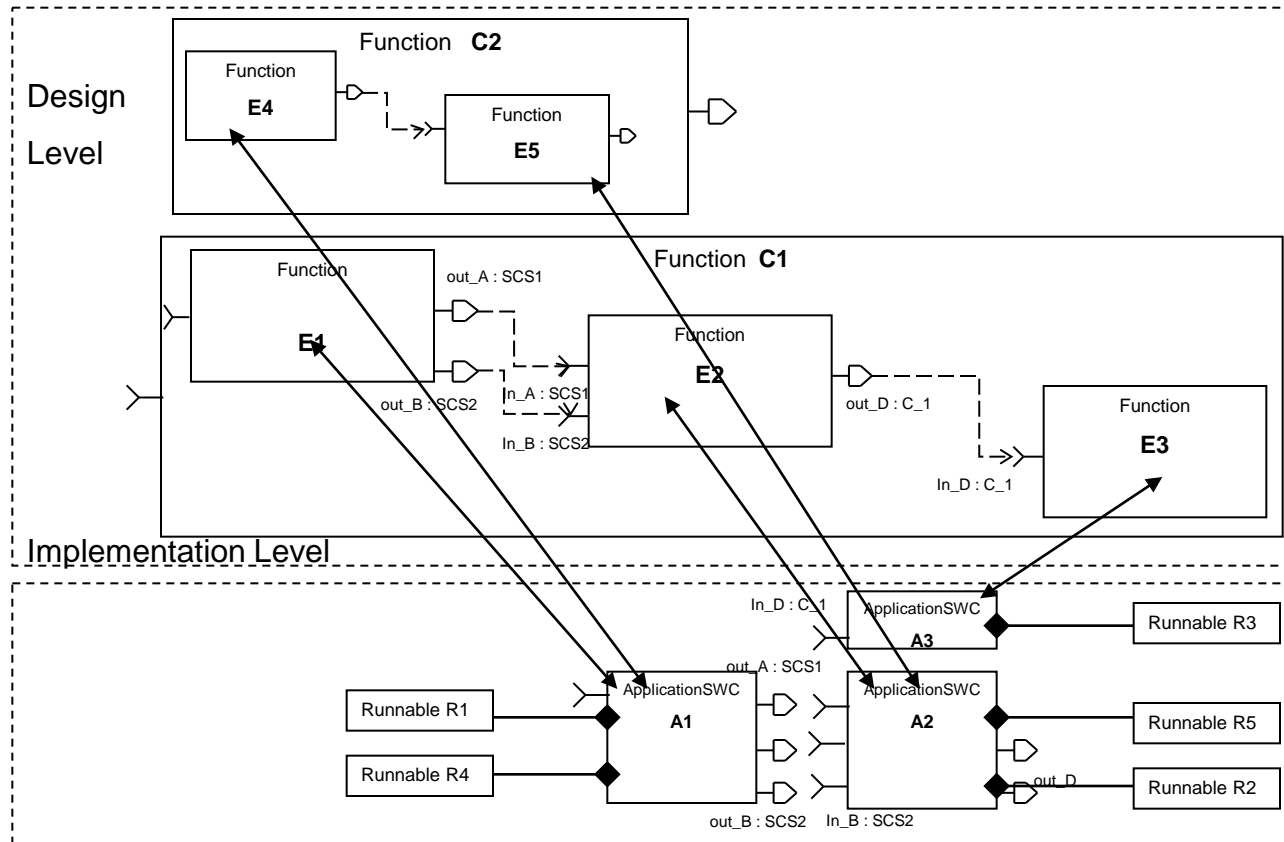 Function C2
Function
E4
Design
Level
Function
E5
Function C1
Function
E1
out_A : SCS1
out_B : SCS2
In_A : SCS1
In_B : SCS2
Function
E2
out_D : C_1
In_D : C_1
Function
E3
Implementation Level
In_D : C_1
ApplicationSWC
A3
Runnable R3
out_A : SCS1
Runnable R1
Runnable R4
ApplicationSWC
A1
out_B : SCS2
ApplicationSWC
A2
In_B : SCS2
out_D
Runnable R5
Runnable R2